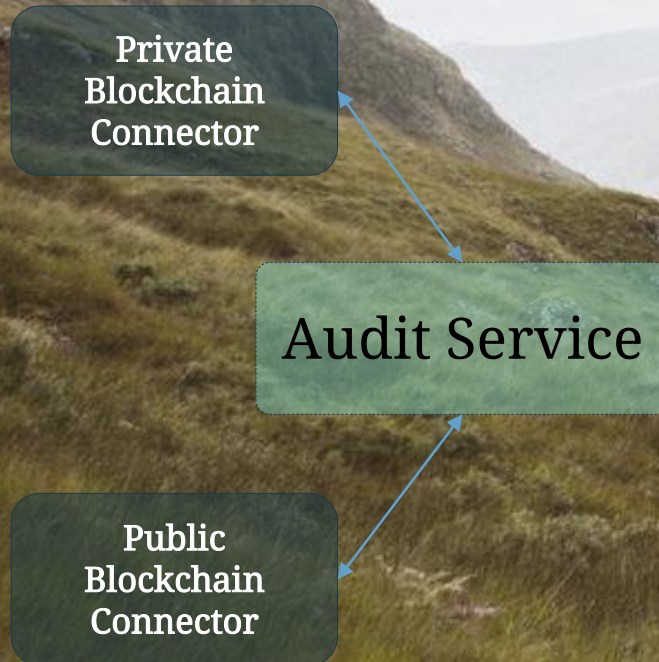 Private
Blockchain
Connector
Audit Service
Public
Blockchain
Connector